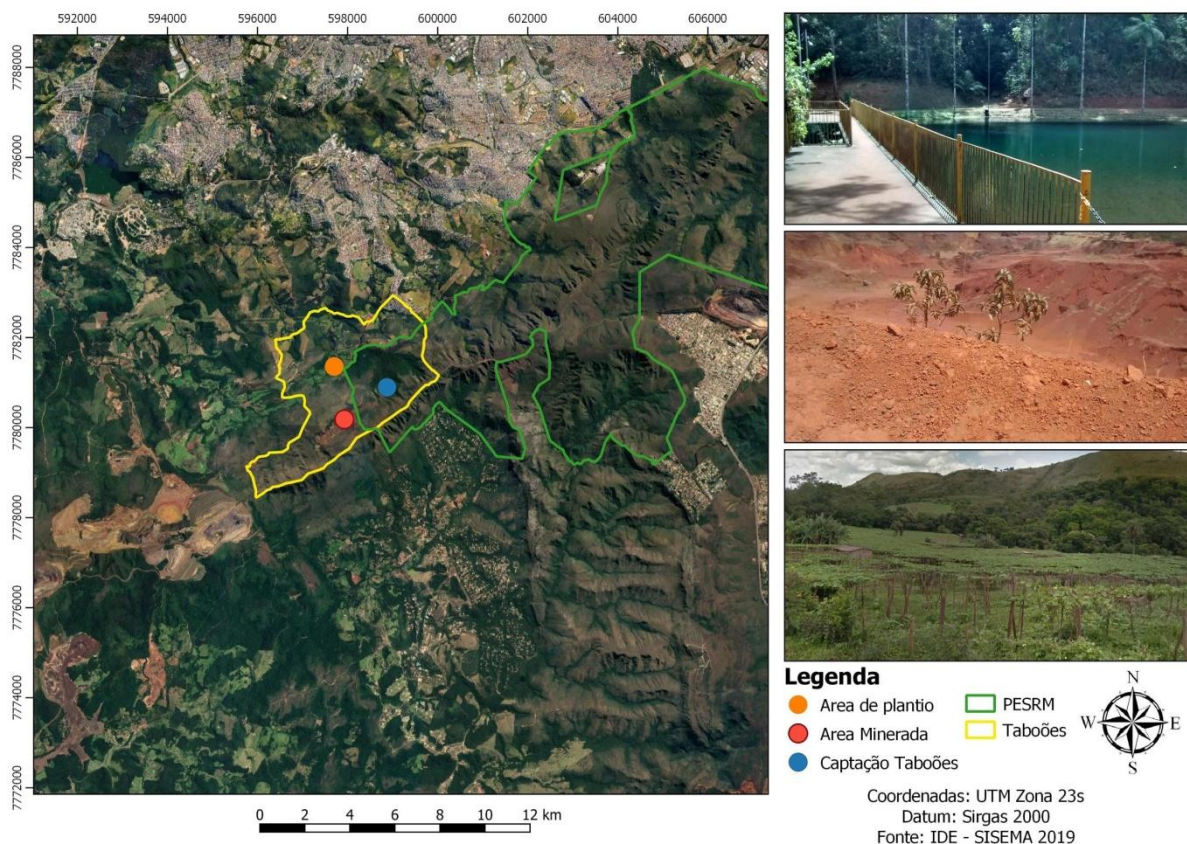 592000 594000 596000 598000 600000 602000 604000 606000
7788000
7786000
7784000
7782000
7780000
7778000
7776000
7774000
7772000
0 2 4 6 8 10 12 km
Legenda
Area de plantio
Area Minerada
Captação Taboões
PESRM
Taboões
N
W E
S
Coordenadas: UTM Zona 23s
Datum: Sirgas 2000
Fonte: IDE - SISEMA 2019